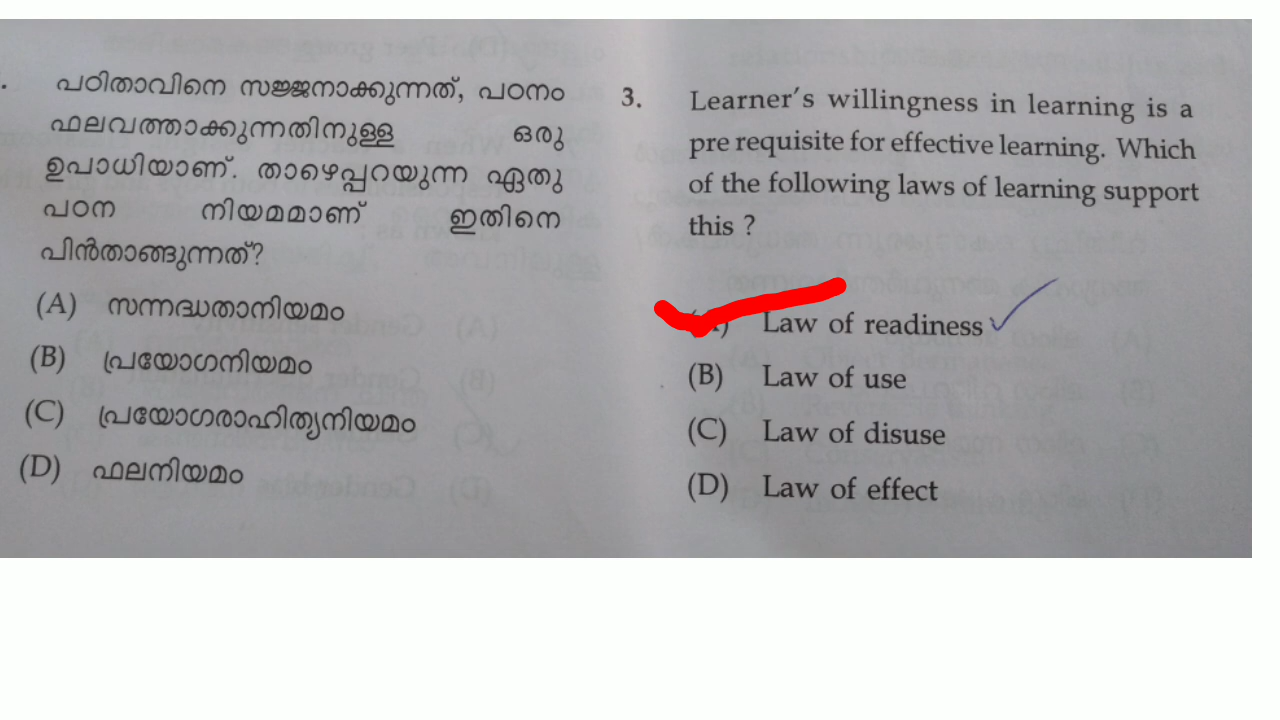 പഠിതാവിനെ സജ്ജനാക്കുന്നത്, പഠനം
ഫലവത്താക്കുന്നതിനുള്ള ഒരു
ഉപാധിയാണ്. താഴെപ്പറയുന്ന ഏതു
പഠന നിയമമാണ് ഇതിനെ
പിൻതാങ്ങുന്നത്?
(A) സന്നദ്ധതാനിയമം
(B) പ്രയോഗനിയമം
(C) പ്രയോഗരാഹിത്യനിയമം
(D) ഫലനിയമം
3. Learner's willingness in learning is a
pre requisite for effective learning. Which
of the following laws of learning support
this ?
(A) Law of readiness
(B) Law of use
(C) Law of disuse
(D) Law of effect